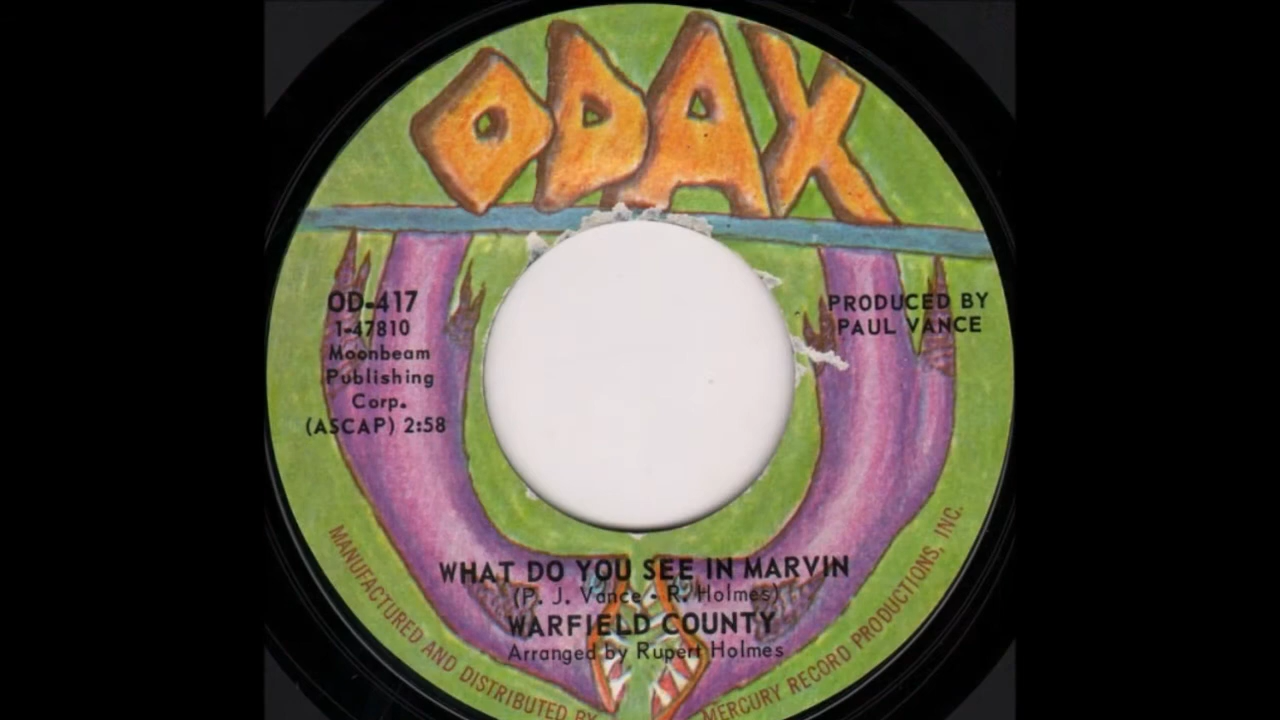 ODAX
OD-417
1-47810
Moonbeam
Publishing
Corp.
(ASCAP) 2:58
PRODUCED BY
PAUL VANCE
WHAT DO YOU SEE IN MARVIN
(P. J. Vance - R. Holmes)
WARFIELD COUNTY
Arranged by Rupert Holmes
MANUFACTURED AND DISTRIBUTED BY MERCURY RECORD PRODUCTIONS, INC.